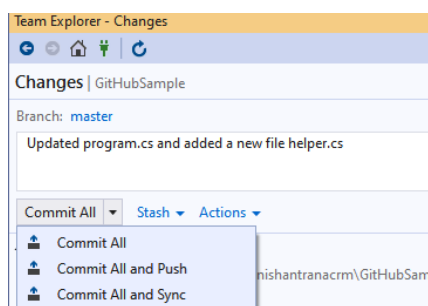 Team Explorer - Changes
Changes | GitHubSample
Branch: master
Updated program.cs and added a new file helper.cs
Commit All Stash Actions
Commit All
Commit All and Push
nishantranacrm\GitHubSam
Commit All and Sync